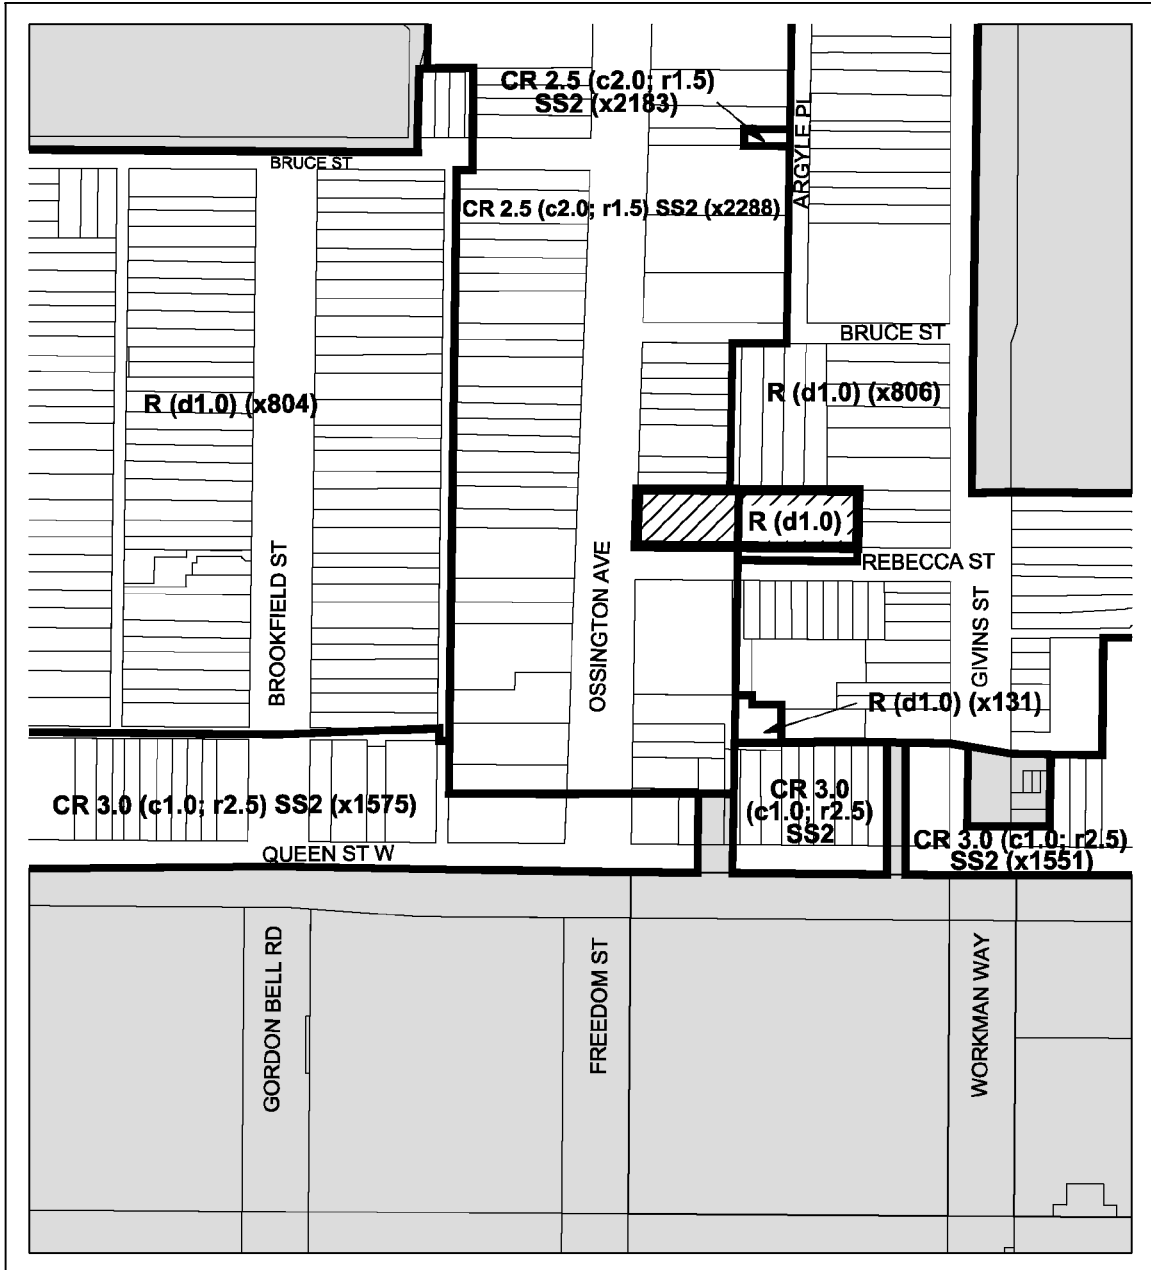 CR 2.5 (c2.0; r1.5)
SS2 (x2183)
ARGYLE PL
BRUCE ST
CR 2.5 (c2.0; r1.5) SS2 (x2288)
BRUCE ST
R (d1.0) (x804)
R (d1.0) (x806)
R (d1.0)
BROOKFIELD ST
OSSINGTON AVE
REBECCA ST
GIVINS ST
R (d1.0) (x131)
CR 3.0 (c1.0; r2.5) SS2 (x1575)
CR 3.0
(c1.0; r2.5)
SS2
CR 3.0 (c1.0; r2.5)
SS2 (x1551)
QUEEN ST W
GORDON BELL RD
FREEDOM ST
WORKMAN WAY